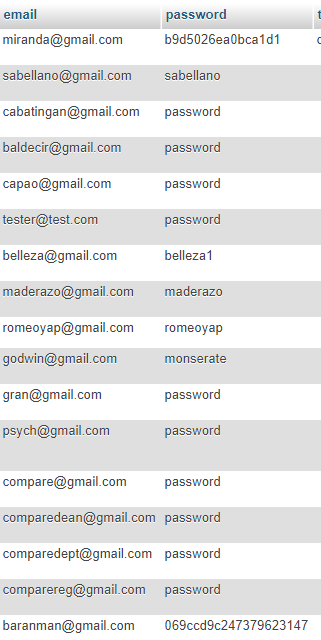 email password t
miranda@gmail.com b9d5026ea0bca1d1
sabellano@gmail.com sabellano
cabatingan@gmail.com password
baldecir@gmail.com password
capao@gmail.com password
tester@test.com password
belleza@gmail.com belleza1
maderazo@gmail.com maderazo
romeoyap@gmail.com romeoyap
godwin@gmail.com monserate
gran@gmail.com password
psych@gmail.com password
compare@gmail.com password
comparedean@gmail.com password
comparedept@gmail.com password
comparereg@gmail.com password
baranman@gmail.com 069ccd9c247379623147